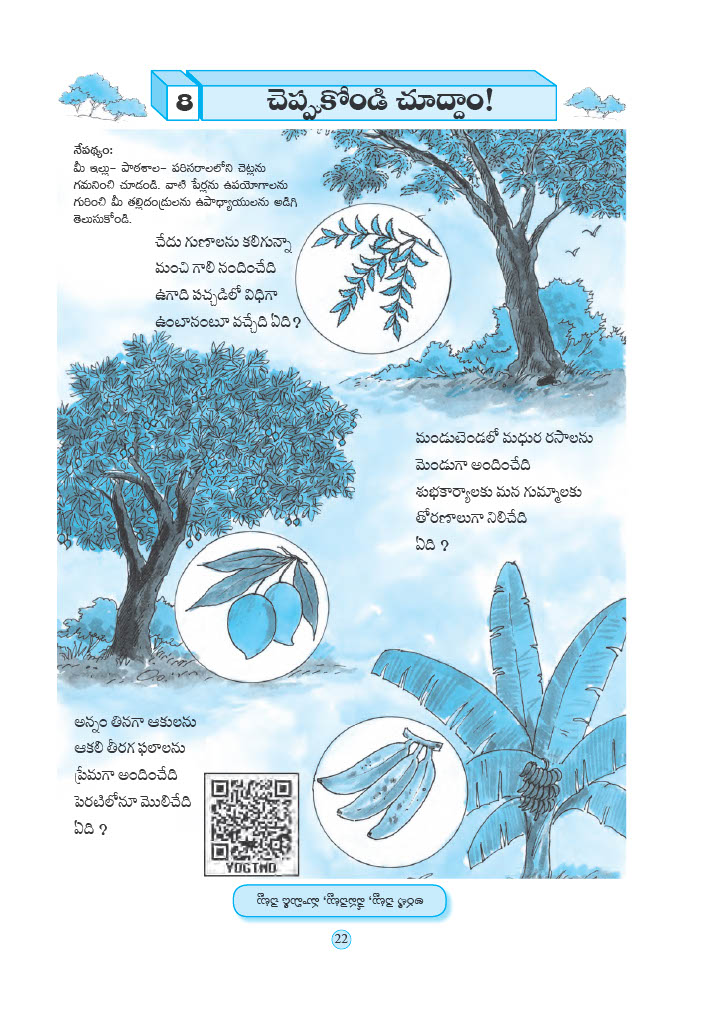 8
చెప్పుకోండి చూద్దాం!
నేపథ్యం:
మీ ఇల్లు- పాఠశాల- పరిసరాలలోని చెట్లను
గమనించి చూడండి. వాటి పేర్లను ఉపయోగాలను
గురించి మీ తల్లిదండ్రులను ఉపాధ్యాయులను అడిగి
తెలుసుకోండి.
చేదు గుణాలను కలిగున్నా
మంచి గాలి నందించేది
ఉగాది పచ్చడిలో విధిగా
ఉంటానంటూ వచ్చేది ఏది?
మండుటెండలో మధుర రసాలను
మెండుగా అందించేది
శుభకార్యాలకు మన గుమ్మాలకు
తోరణాలుగా నిలిచేది
ఏది ?
అన్నం తినగా ఆకులను
ఆకలి తీరగ ఫలాలను
ప్రేమగా అందించేది
పెరటిలోనూ మొలిచేది
ఏది ?
అరటి చెట్టు, వేపచెట్టు, మామిడి చెట్టు
22